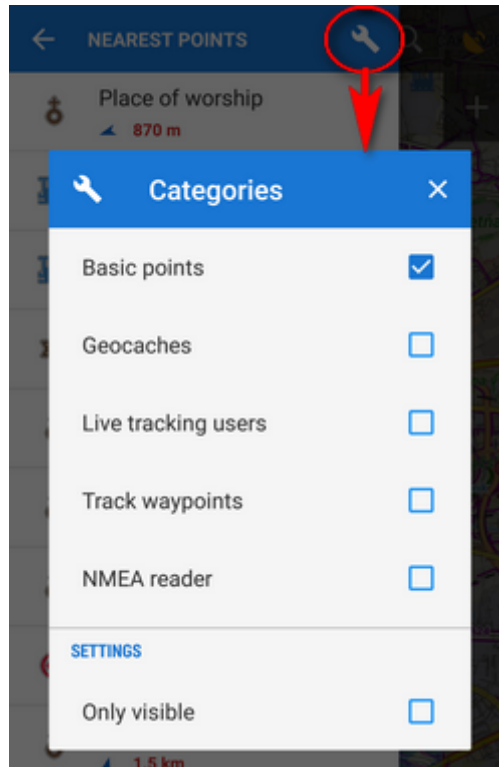 NEAREST POINTS
Place of worship
870 m
Categories
Basic points
Geocaches
Live tracking users
Track waypoints
NMEA reader
SETTINGS
Only visible
1.5 km